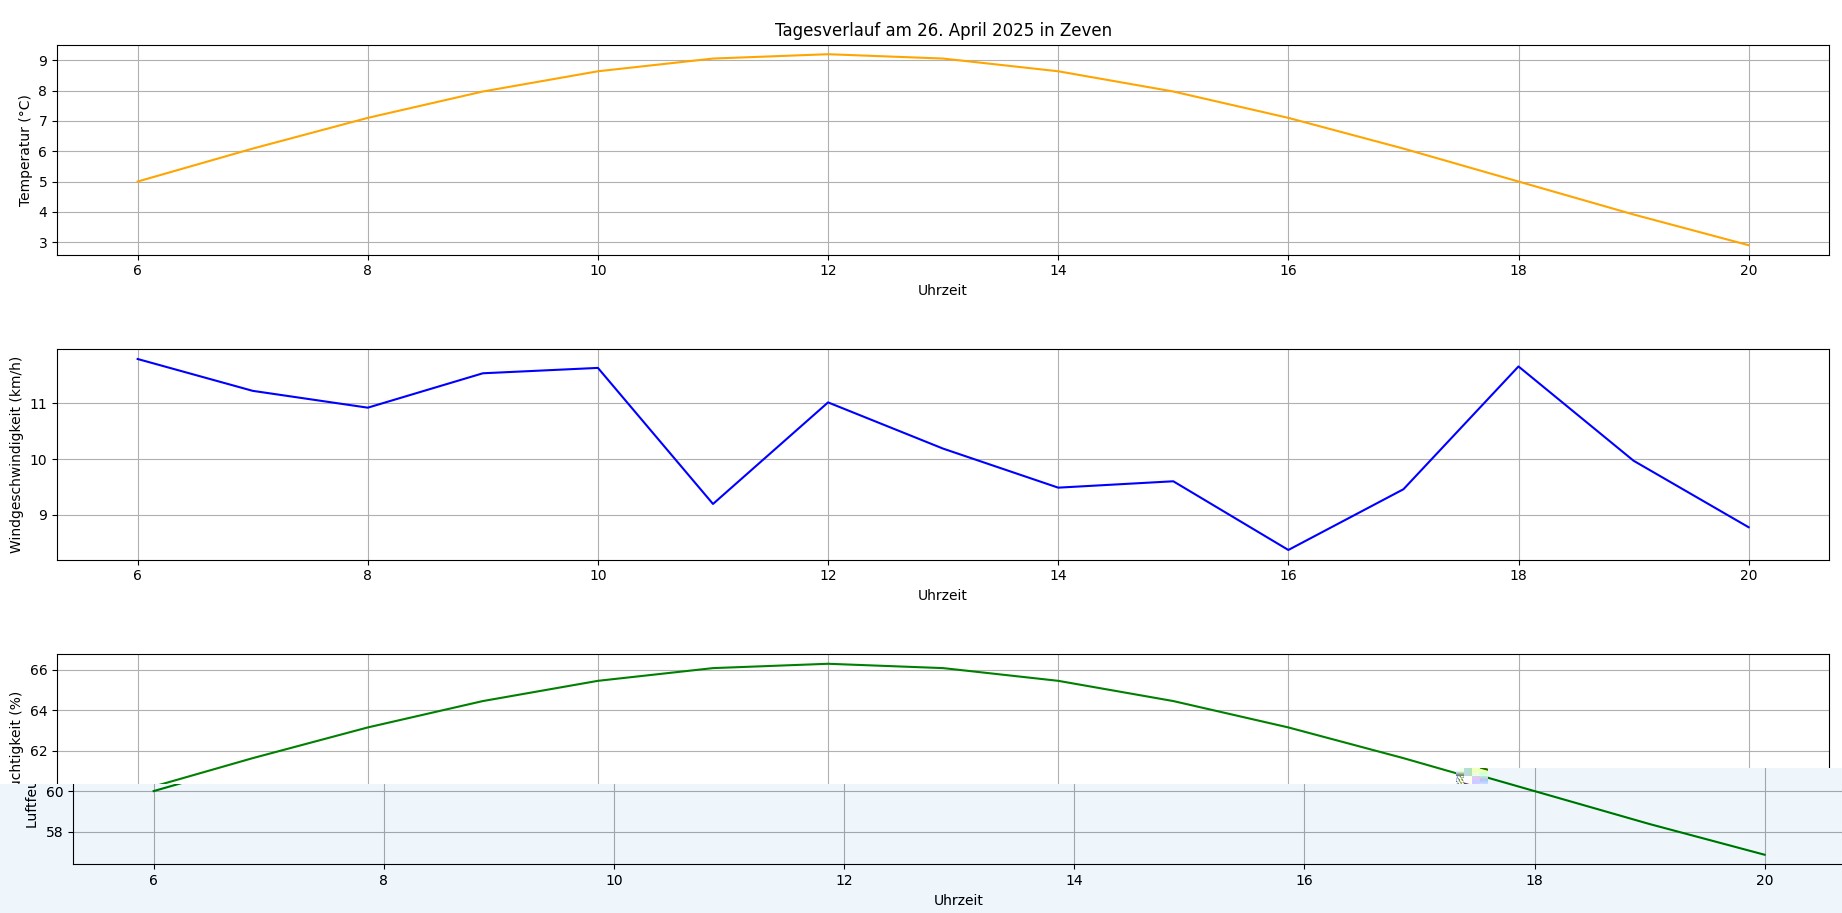 Tagesverlauf am 26. April 2025 in Zeven
Temperatur (°C)
9
8
7
6
5
4
3
6 8 10 12 14 16 18 20
Uhrzeit
Windgeschwindigkeit (km/h)
11
10
9
6 8 10 12 14 16 18 20
Uhrzeit
Luftfeuchtigkeit (%)
66
64
62
60
58
6 8 10 12 14 16 18 20
Uhrzeit